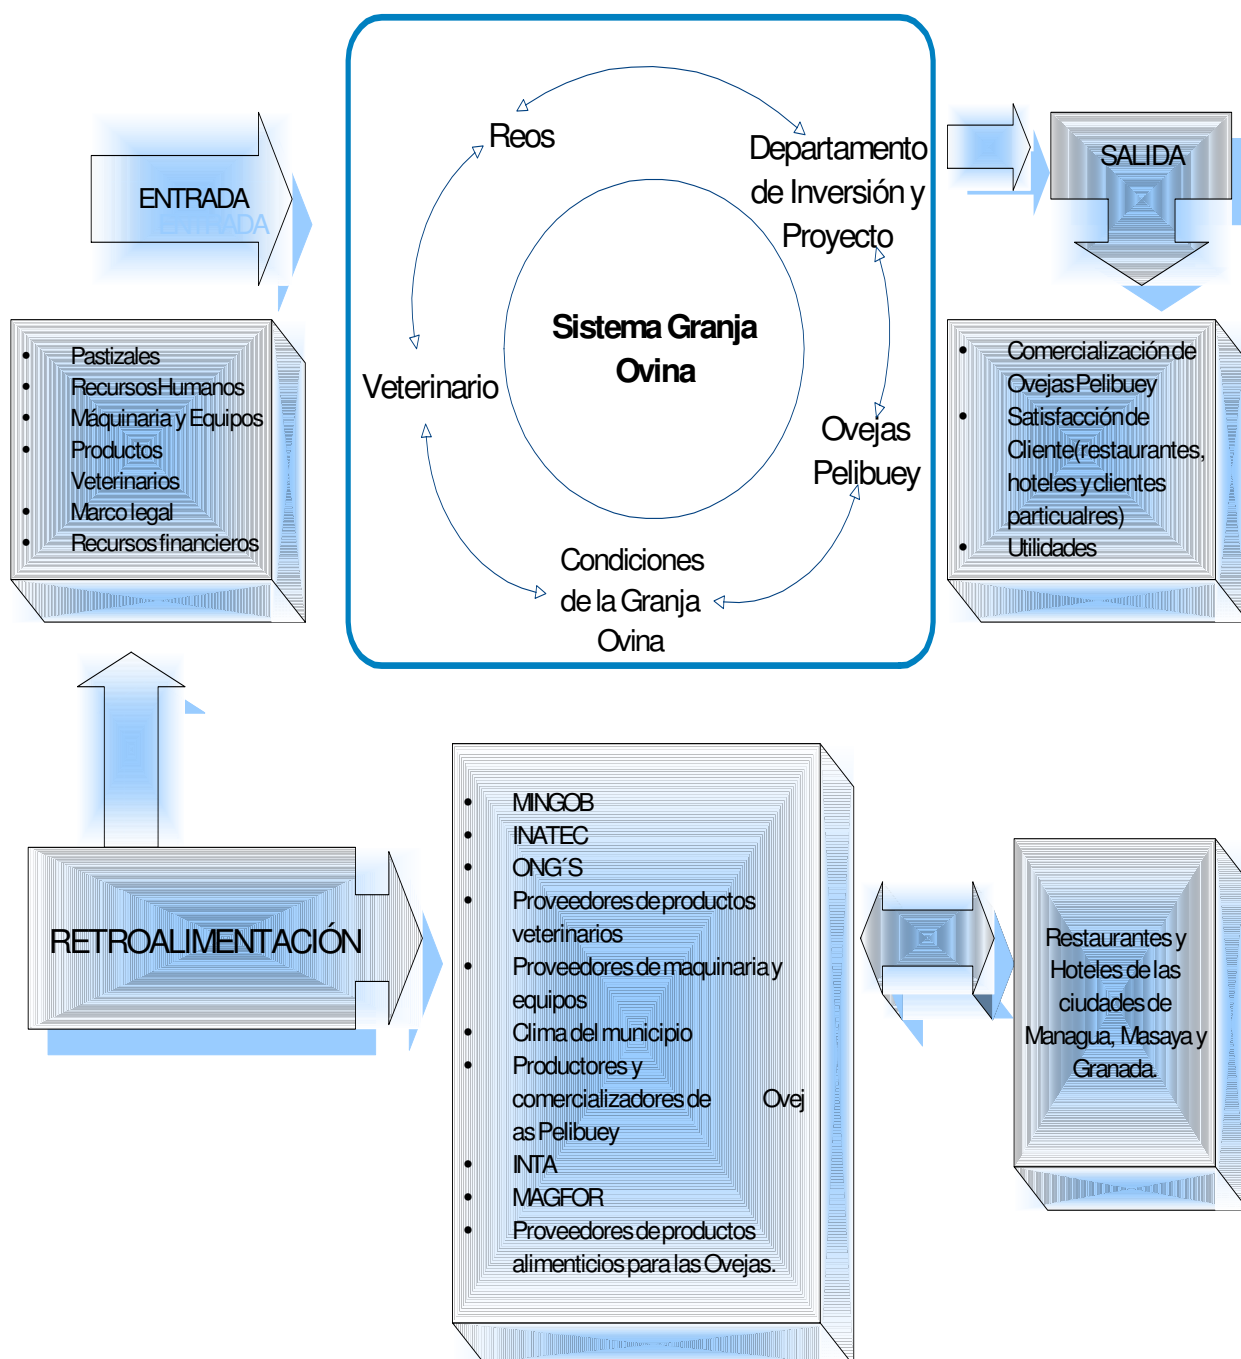 ENTRADA
• Pastizales
• Recursos Humanos
• Máquinaria y Equipos
• Productos
Veterinarios
• Marco legal
• Recursos financieros
Reos
Departamento
de Inversión y
Proyecto
Sistema Granja
Ovina
Veterinario
Ovejas
Pelibuey
Condiciones
de la Granja
Ovina
SALIDA
• Comercialización de
Ovejas Pelibuey
• Satisfacción de
Cliente(restaurantes,
hoteles y clientes
particualres)
• Utilidades
RETROALIMENTACIÓN
• MINGOB
• INATEC
• ONG´S
• Proveedores de productos
veterinarios
• Proveedores de maquinaria y
equipos
• Clima del municipio
• Productores y
comercializadores de Ovej
as Pelibuey
• INTA
• MAGFOR
• Proveedores de productos
alimenticios para las Ovejas.
Restaurantes y
Hoteles de las
ciudades de
Managua, Masaya y
Granada.